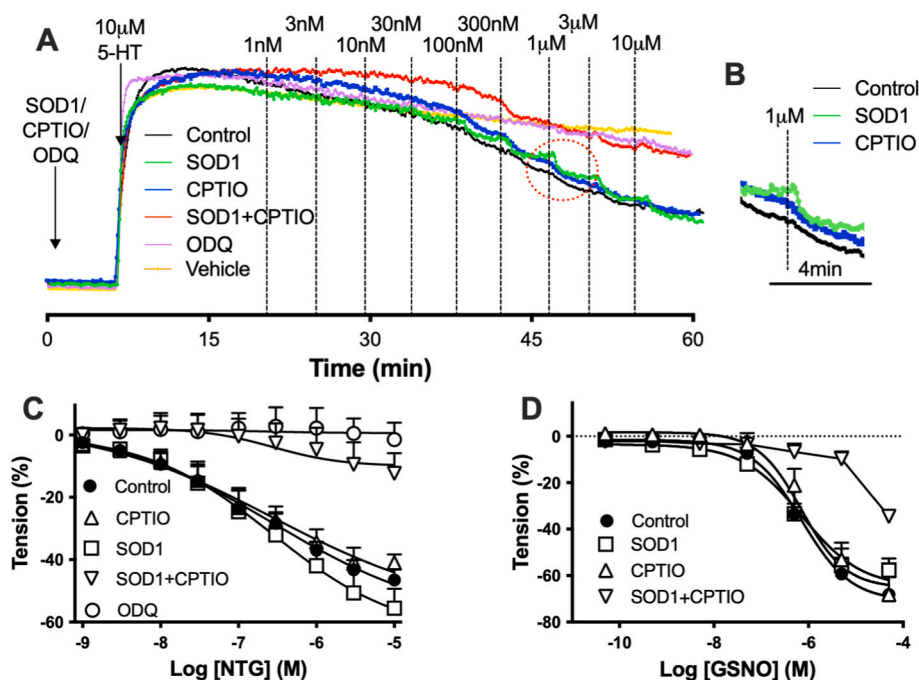 A
10µM
5-HT
1nM
3nM
10nM
30nM
100nM
300nM
1µM
3µM
10µM
SOD1/
CPTIO/
ODQ
Control
SOD1
CPTIO
SOD1+CPTIO
ODQ
Vehicle
0
15
30
45
60
Time (min)
B
Control
SOD1
CPTIO
1µM
4min
C
Tension (%)
0
-20
-40
-60
Control
CPTIO
SOD1
SOD1+CPTIO
ODQ
-9
-8
-7
-6
-5
Log [NTG] (M)
D
Tension (%)
0
-20
-40
-60
-80
Control
SOD1
CPTIO
SOD1+CPTIO
-10
-8
-6
-4
Log [GSNO] (M)